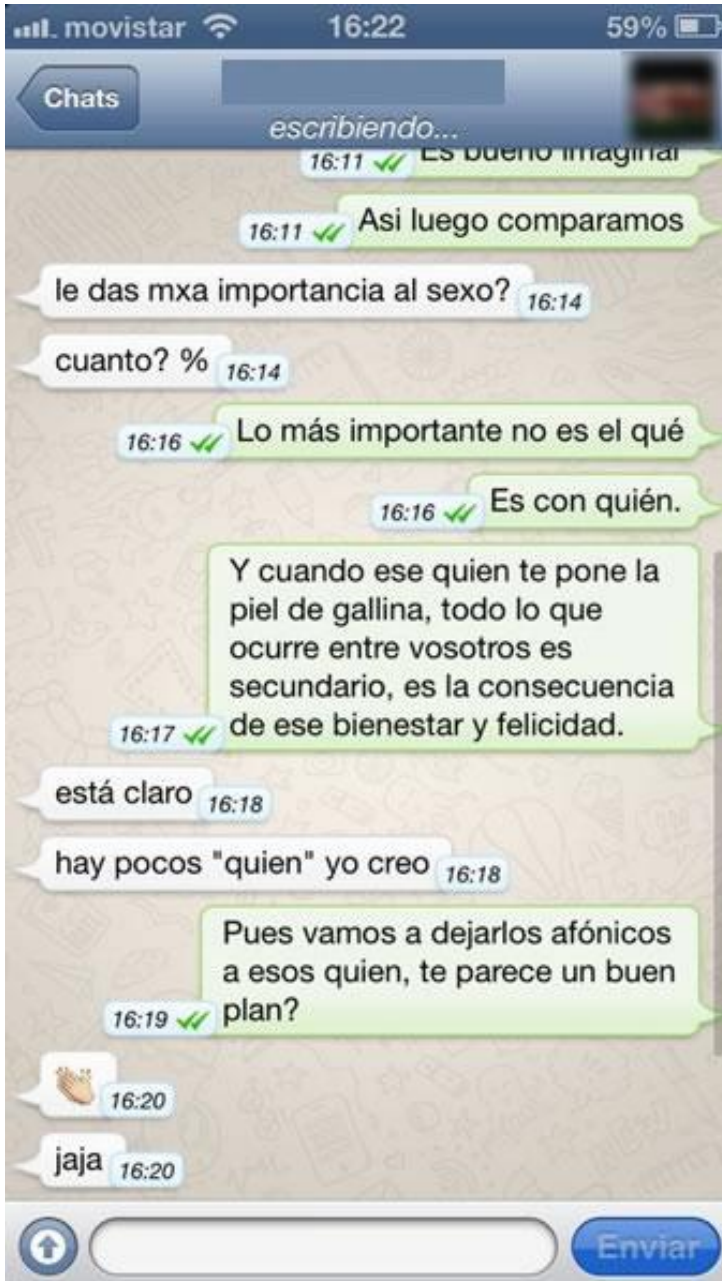 movistar 16:22 59%
Chats
escribiendo...
16:11 Es bueno imaginar
16:11 Asi luego comparamos
le das mxa importancia al sexo? 16:14
cuanto? % 16:14
16:16 Lo más importante no es el qué
16:16 Es con quién.
Y cuando ese quien te pone la
piel de gallina, todo lo que
ocurre entre vosotros es
secundario, es la consecuencia
16:17 de ese bienestar y felicidad.
está claro 16:18
hay pocos "quien" yo creo 16:18
Pues vamos a dejarlos afónicos
a esos quien, te parece un buen
16:19 plan?
16:20
jaja 16:20
Enviar